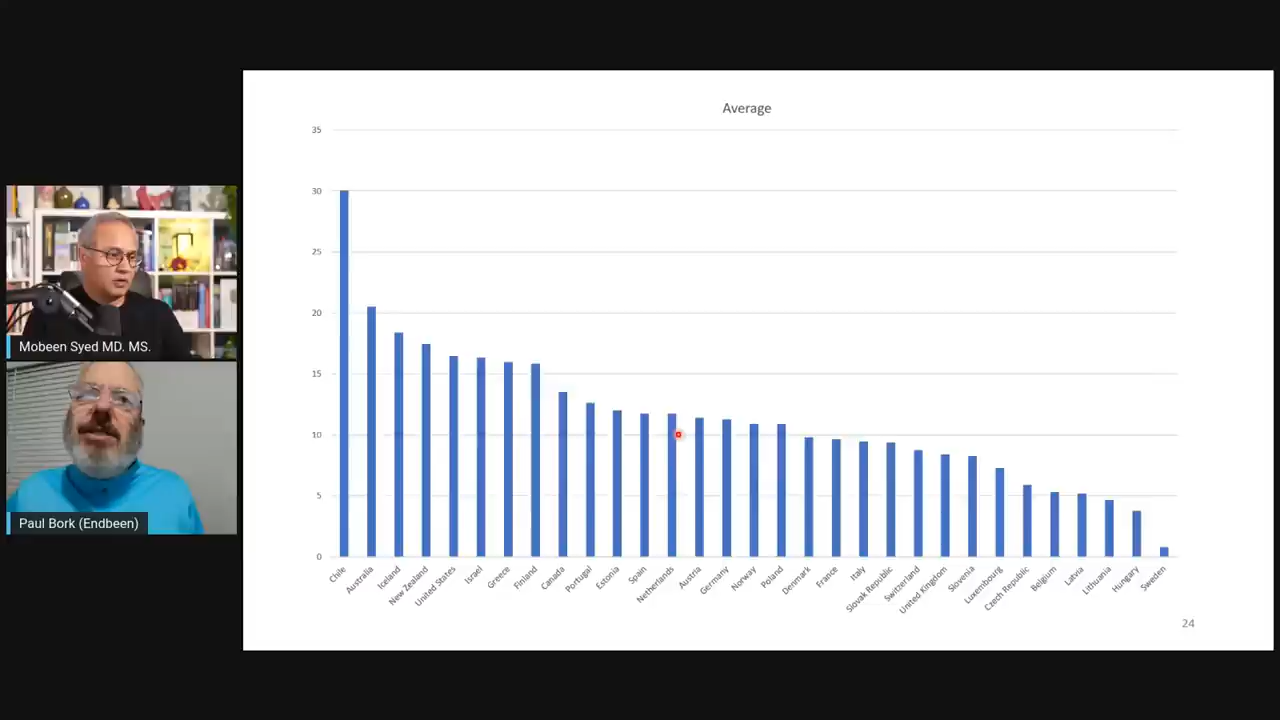 Average
35
30
25
20
15
10
5
0
Chile
Australia
Iceland
New Zealand
United States
Israel
Greece
Finland
Canada
Portugal
Estonia
Spain
Netherlands
Austria
Germany
Norway
Poland
Denmark
France
Italy
Slovak Republic
Switzerland
United Kingdom
Slovenia
Luxembourg
Czech Republic
Belgium
Latvia
Lithuania
Hungary
Sweden
24
Mobeen Syed MD. MS.
Paul Bork (Endbeen)